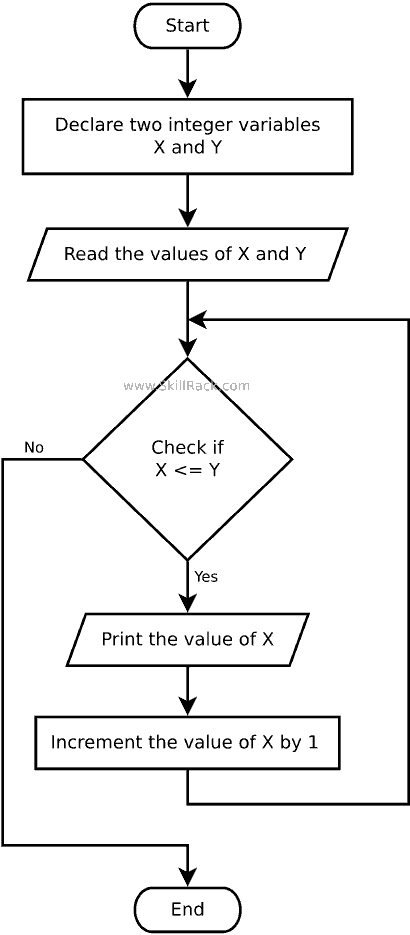 Start
Declare two integer variables
X and Y
Read the values of X and Y
www.SkillRack.com
Check if
X <= Y
No
Yes
Print the value of X
Increment the value of X by 1
End